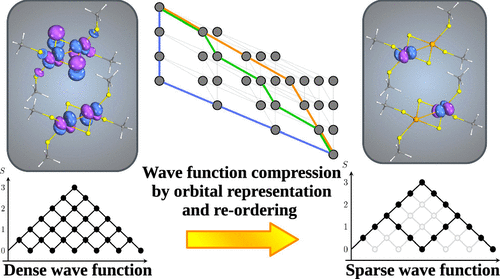 Wave function compression
by orbital representation
and re-ordering
S
3
2
1
0
Dense wave function
S
3
2
1
0
Sparse wave function